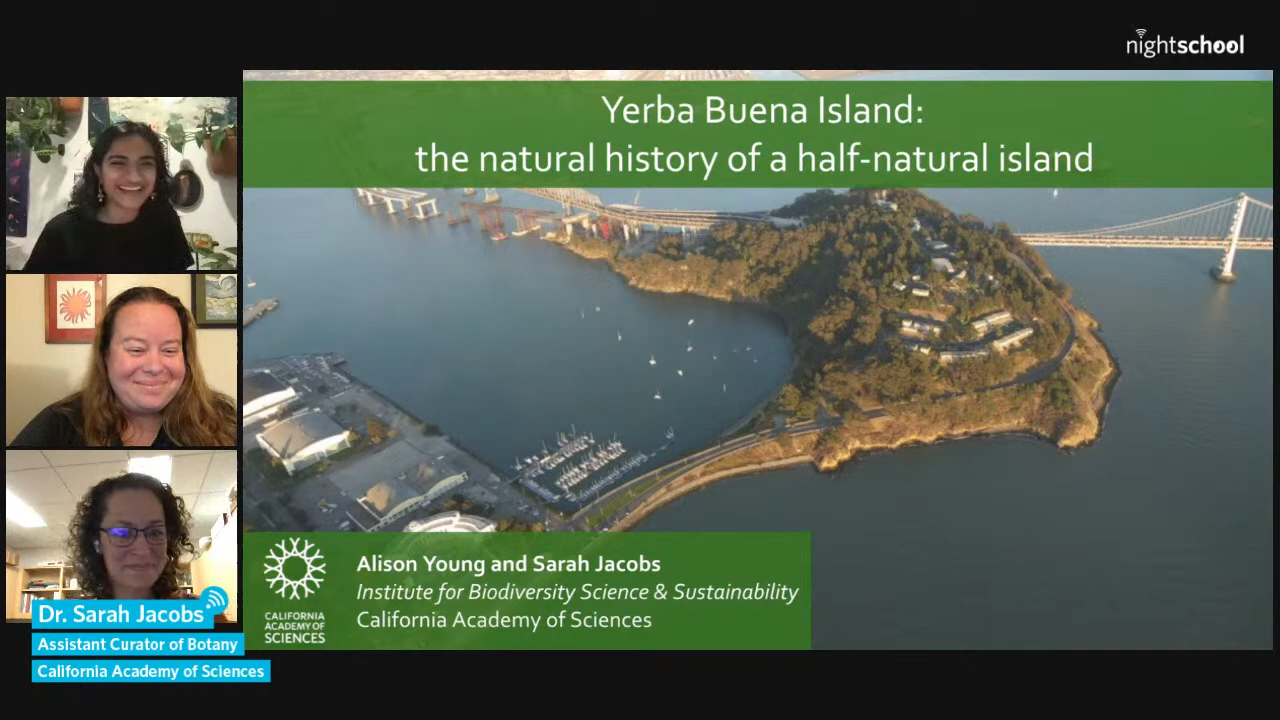 nightschool
Yerba Buena Island:
the natural history of a half-natural island
Alison Young and Sarah Jacobs
Institute for Biodiversity Science & Sustainability
California Academy of Sciences
CALIFORNIA
ACADEMY OF
SCIENCES
Dr. Sarah Jacobs
Assistant Curator of Botany
California Academy of Sciences